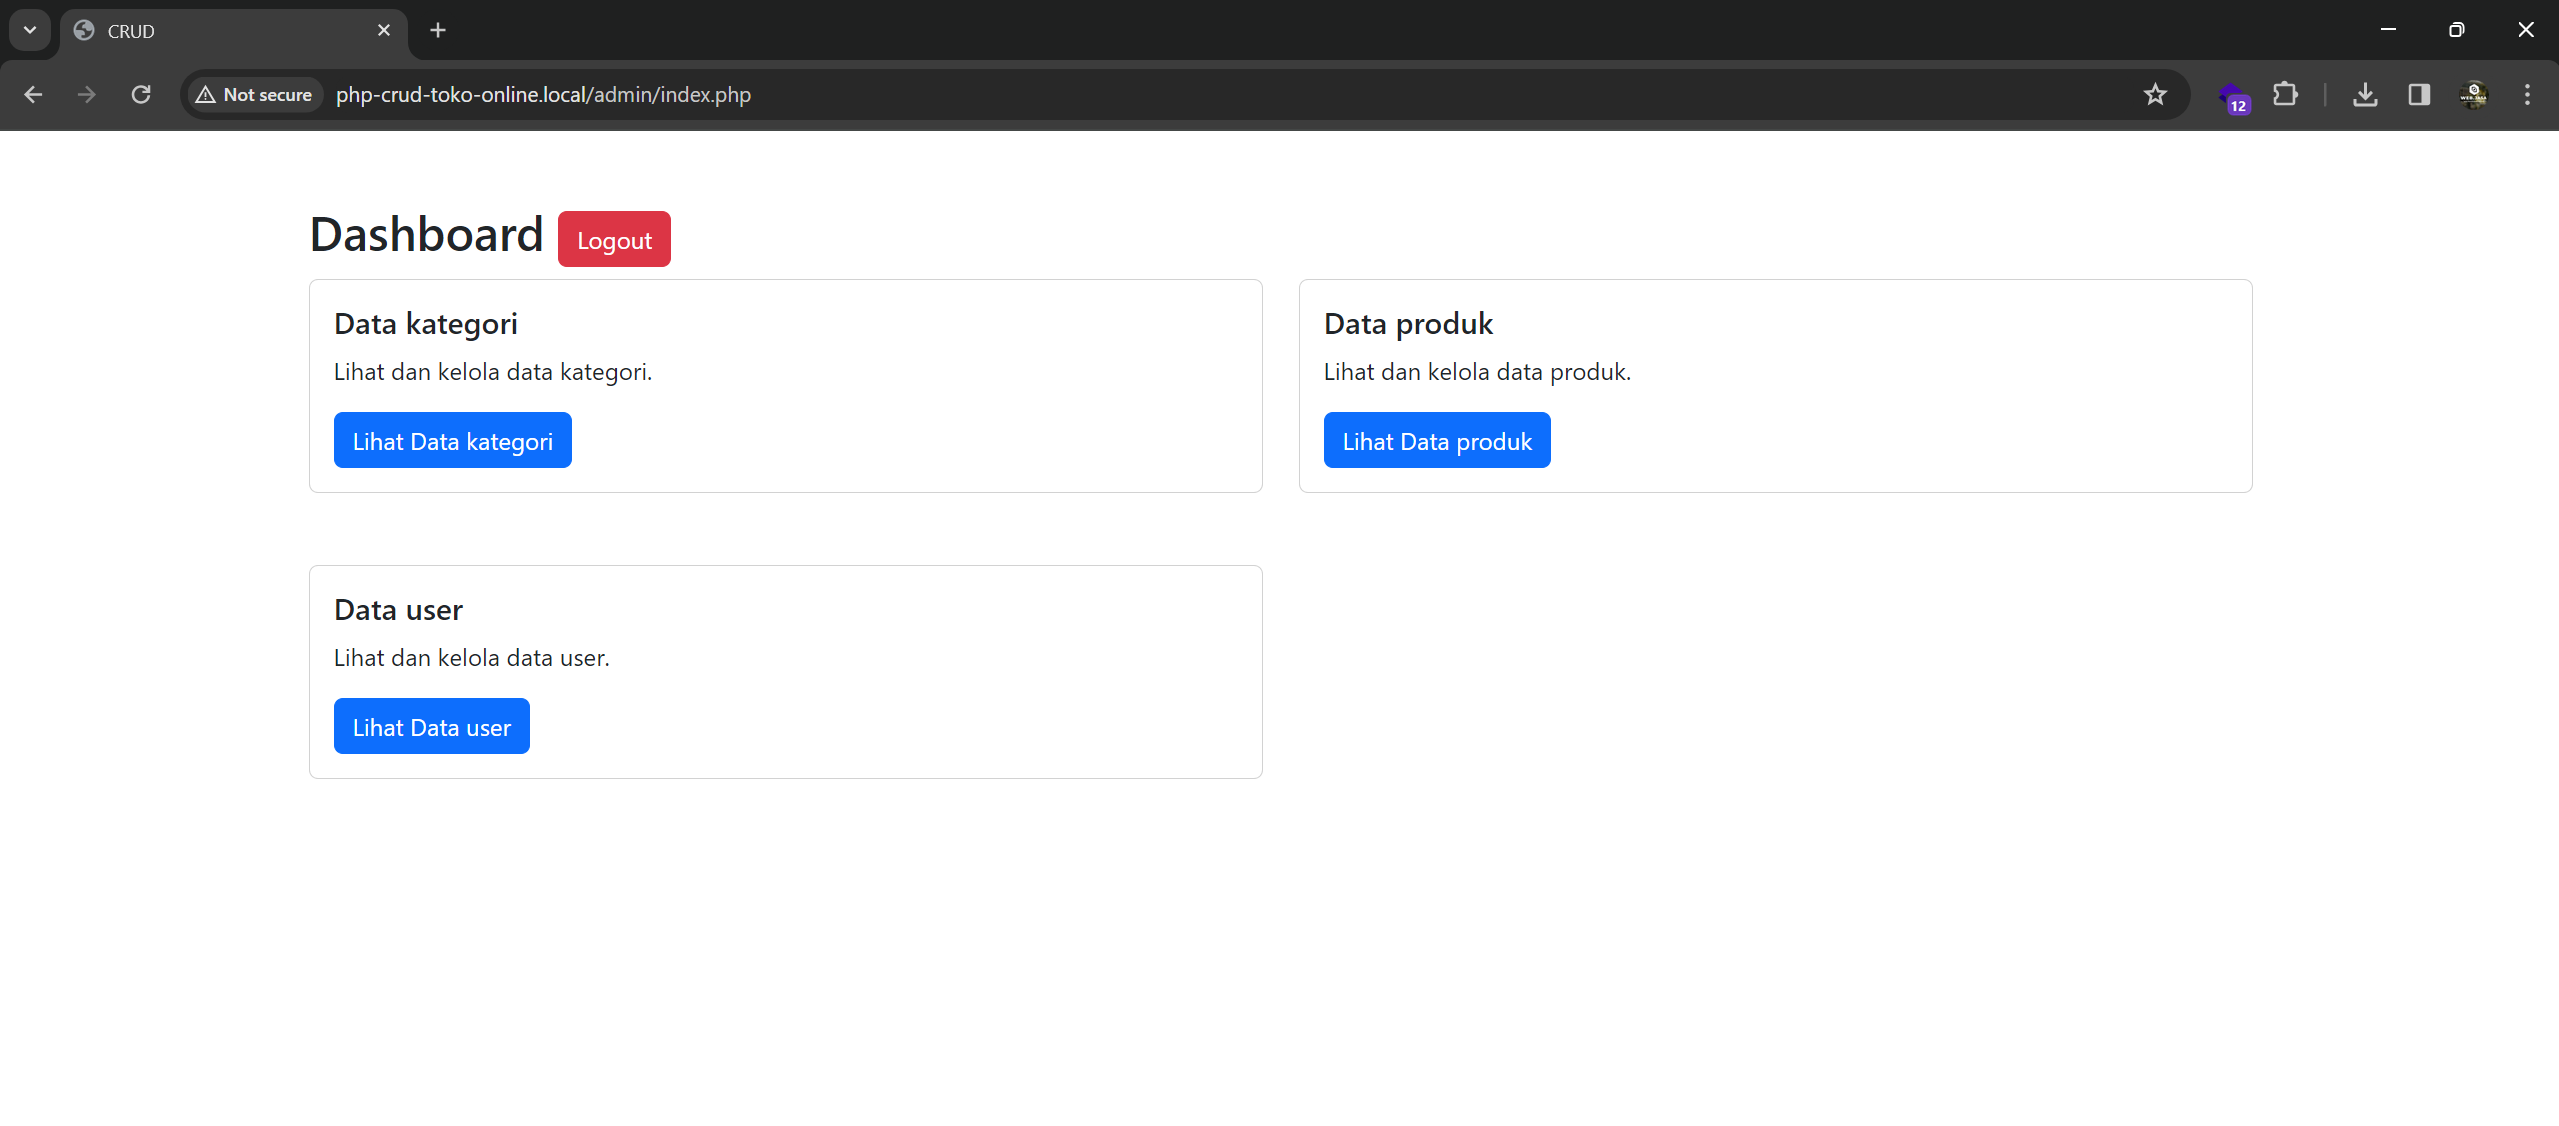 CRUD
Not secure
php-crud-toko-online.local/admin/index.php
12
Dashboard
Logout
Data kategori
Lihat dan kelola data kategori.
Lihat Data kategori
Data produk
Lihat dan kelola data produk.
Lihat Data produk
Data user
Lihat dan kelola data user.
Lihat Data user